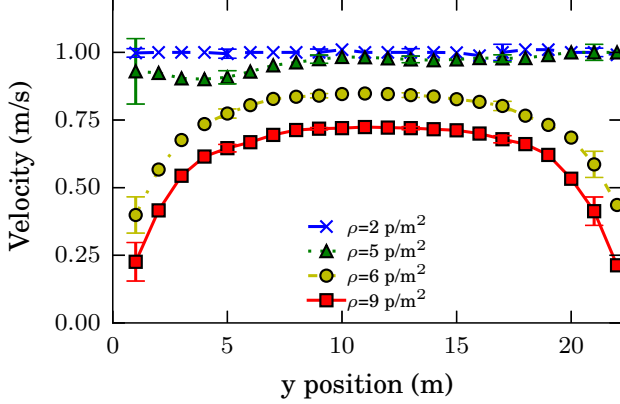 1.00
0.75
0.50
0.25
0.00
Velocity (m/s)
ρ=2 p/m²
ρ=5 p/m²
ρ=6 p/m²
ρ=9 p/m²
0 5 10 15 20
y position (m)